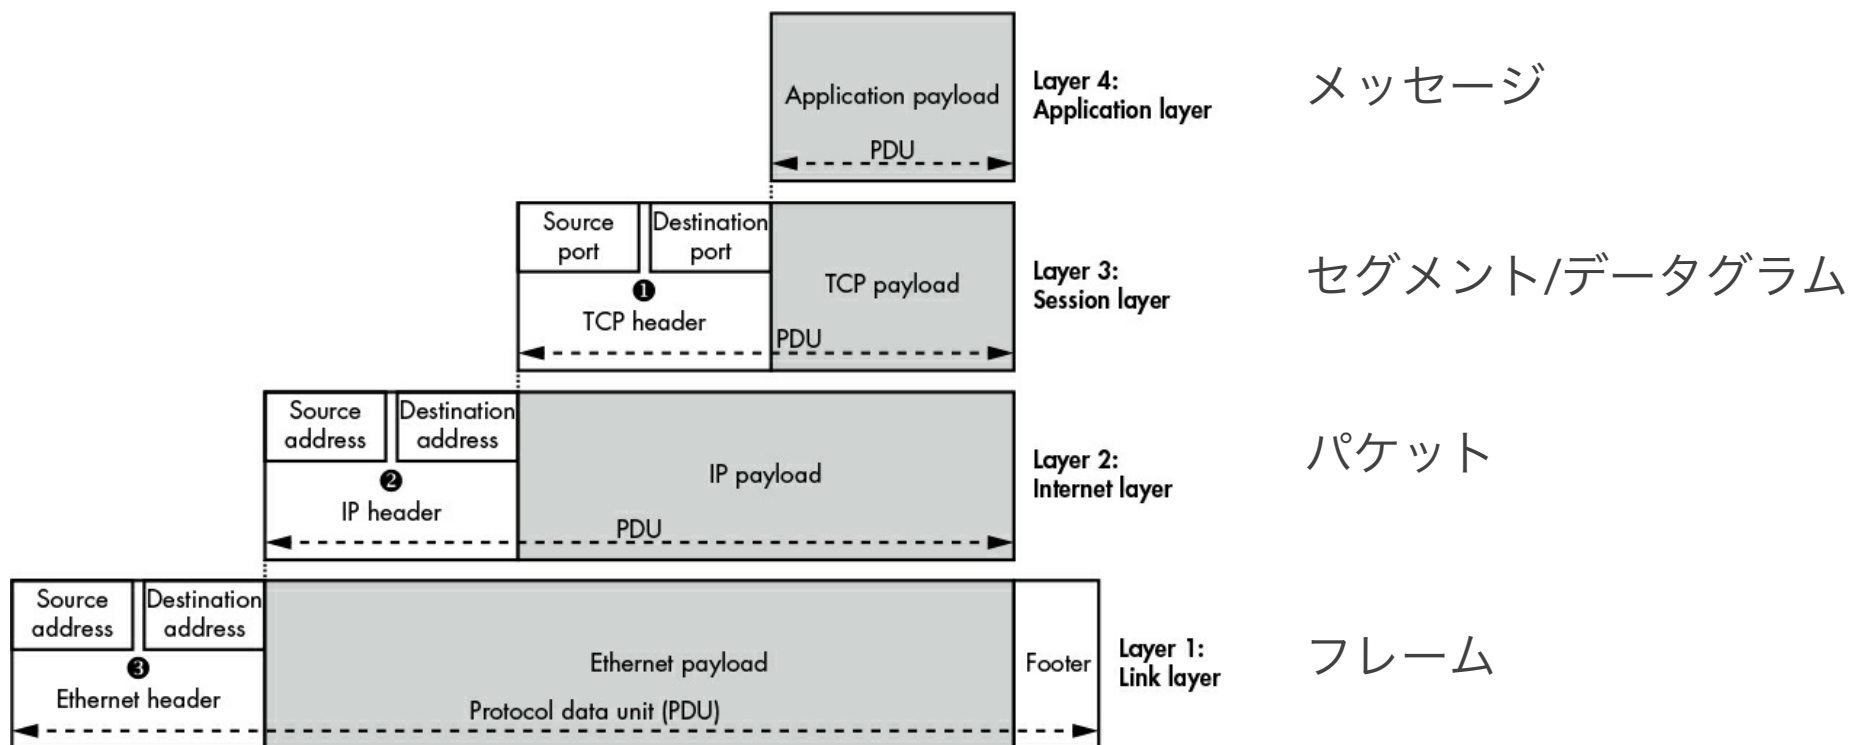 Application payload
PDU
Layer 4:
Application layer
メッセージ
Source
port
Destination
port
❶
TCP header
TCP payload
PDU
Layer 3:
Session layer
セグメント/データグラム
Source
address
Destination
address
❷
IP header
IP payload
PDU
Layer 2:
Internet layer
パケット
Source
address
Destination
address
❸
Ethernet header
Ethernet payload
Protocol data unit (PDU)
Footer
Layer 1:
Link layer
フレーム